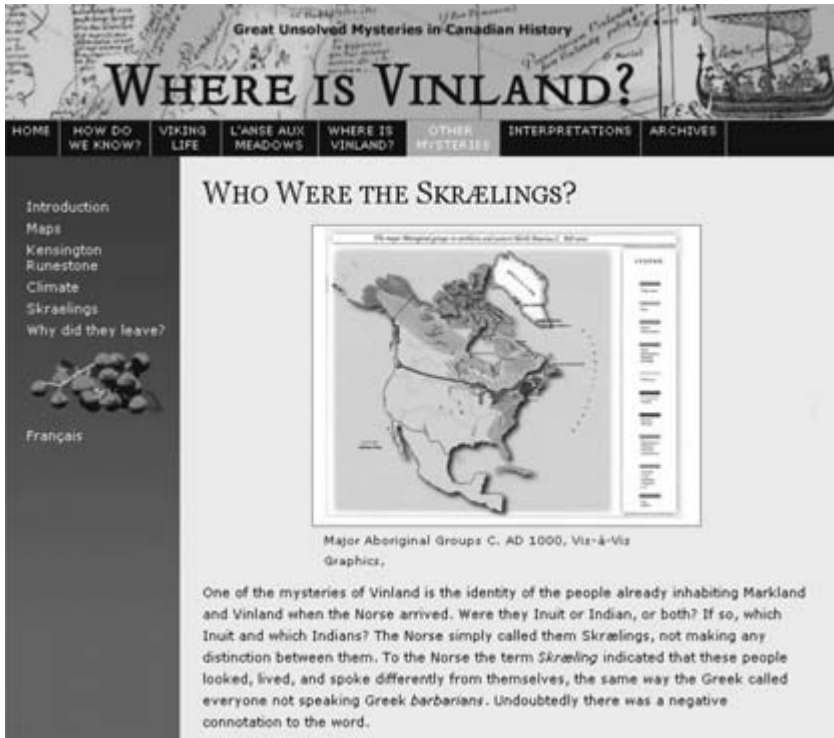 Great Unsolved Mysteries in Canadian History
WHERE IS VINLAND?
HOME
HOW DO
WE KNOW?
VIKING
LIFE
L'ANSE AUX
MEADOWS
WHERE IS
VINLAND?
OTHER
MYSTERIES
INTERPRETATIONS
ARCHIVES
Introduction
Maps
Kensington
Runestone
Climate
Skraelings
Why did they leave?
Français
WHO WERE THE SKRÆLINGS?
LEGEND
Major Aboriginal Groups C. AD 1000, Vis-à-Vis
Graphics,
One of the mysteries of Vinland is the identity of the people already inhabiting Markland
and Vinland when the Norse arrived. Were they Inuit or Indian, or both? If so, which
Inuit and which Indians? The Norse simply called them Skrælings, not making any
distinction between them. To the Norse the term Skræling indicated that these people
looked, lived, and spoke differently from themselves, the same way the Greek called
everyone not speaking Greek barbarians. Undoubtedly there was a negative
connotation to the word.